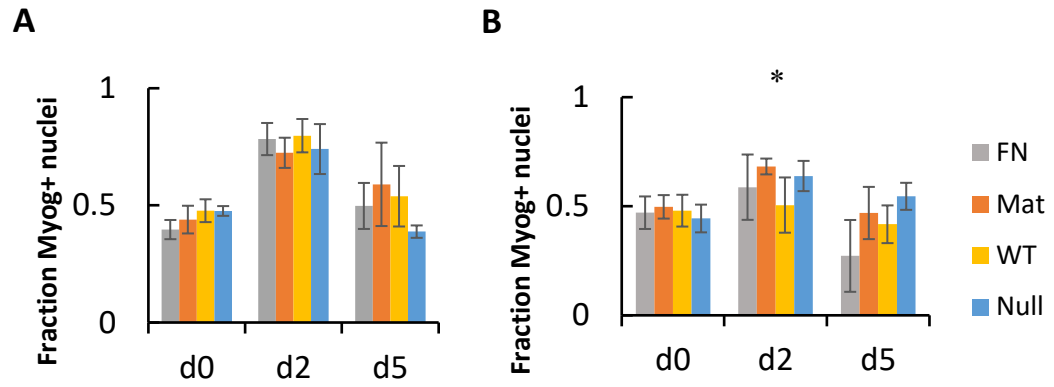 A
Fraction Myog+ nuclei
1
0.5
0
d0 d2 d5
B
Fraction Myog+ nuclei
*
1
0.5
0
d0 d2 d5
FN
Mat
WT
Null